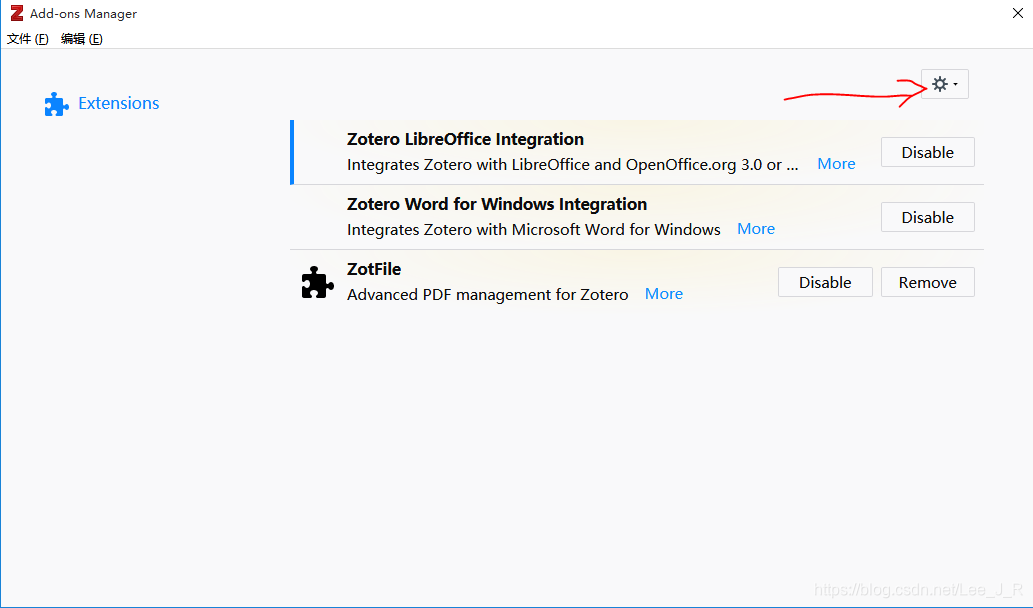 Add-ons Manager
文件 (F) 编辑 (E)
Extensions
Zotero LibreOffice Integration
Integrates Zotero with LibreOffice and OpenOffice.org 3.0 or ... More
Disable
Zotero Word for Windows Integration
Integrates Zotero with Microsoft Word for Windows More
Disable
ZotFile
Advanced PDF management for Zotero More
Disable Remove
https://blog.csdn.net/Lee_J_R